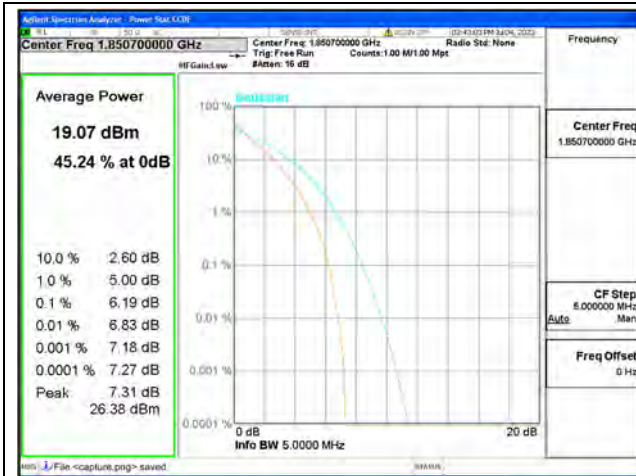 Agilent Spectrum Analyzer - Power Stat CCDF
Center Freq 1.850700000 GHz
Center Freq: 1.850700000 GHz
Radio Std: None
Trig: Free Run
Counts:1.00 M/1.00 Mpt
#IFGain:Low
#Atten: 16 dB
Frequency
Average Power
19.07 dBm
45.24 % at 0dB
10.0 % 2.60 dB
1.0 % 5.00 dB
0.1 % 6.19 dB
0.01 % 6.83 dB
0.001 % 7.18 dB
0.0001 % 7.27 dB
Peak 7.31 dB
26.38 dBm
Gaussian
100 %
10 %
1 %
0.1 %
0.01 %
0.001 %
0.0001 %
0 dB
20 dB
Info BW 5.0000 MHz
Center Freq
1.850700000 GHz
CF Step
5.000000 MHz
Auto Man
Freq Offset
0 Hz
MSG File <capture.png> saved
STATUS